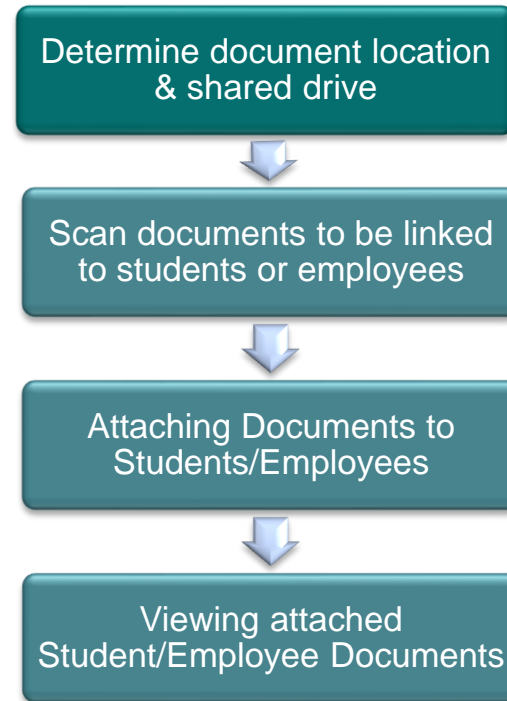 Determine document location
& shared drive
Scan documents to be linked
to students or employees
Attaching Documents to
Students/Employees
Viewing attached
Student/Employee Documents